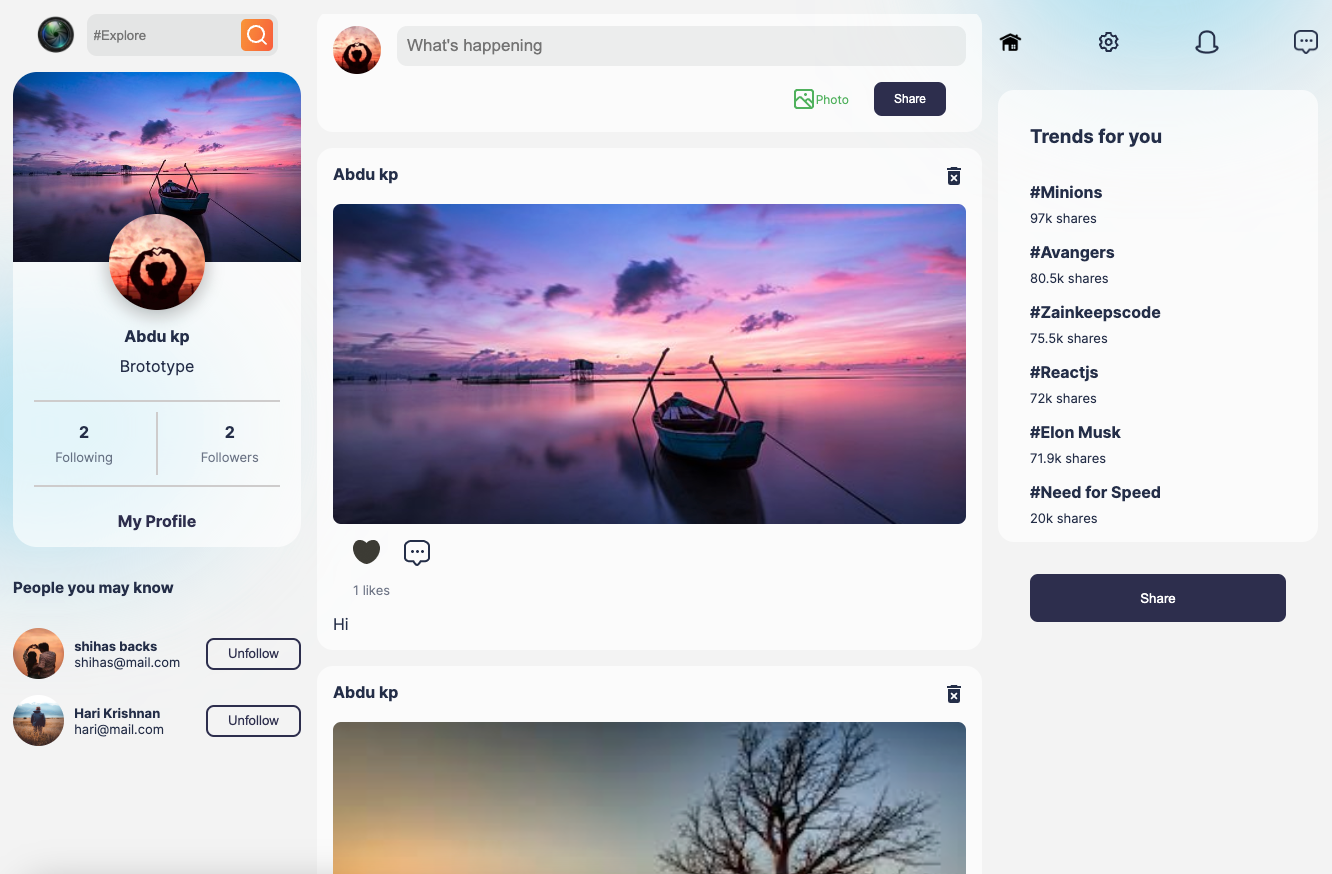 #Explore
Abdu kp
Brototype
2
Following
2
Followers
My Profile
People you may know
shihas backs
shihas@mail.com
Unfollow
Hari Krishnan
hari@mail.com
Unfollow
What's happening
Photo
Share
Abdu kp
1 likes
Hi
Abdu kp
Trends for you
#Minions
97k shares
#Avangers
80.5k shares
#Zainkeepscode
75.5k shares
#Reactjs
72k shares
#Elon Musk
71.9k shares
#Need for Speed
20k shares
Share